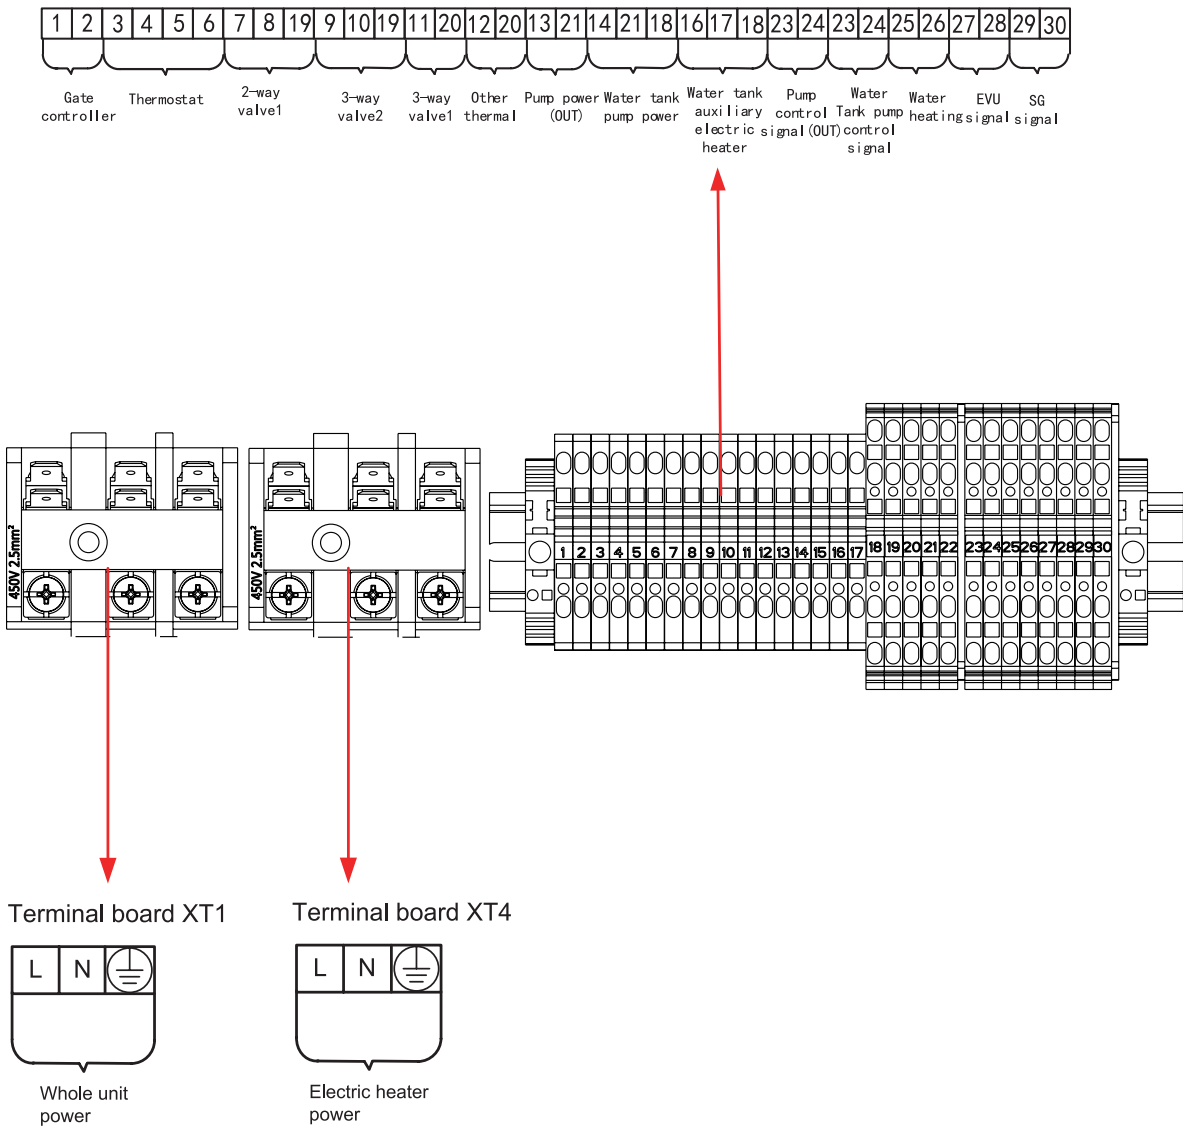 1 2 3 4 5 6 7 8 19 9 10 19 11 20 12 20 13 21 14 21 18 16 17 18 23 24 23 24 25 26 27 28 29 30
Gate
controller
Thermostat
2-way
valve1
3-way
valve2
3-way
valve1
Other
thermal
Pump power
(OUT)
Water tank
pump power
Water tank
auxiliary
electric
heater
Pump
control
signal(OUT)
Water
Tank pump
control
signal
Water
heating
EVU
signal
SG
signal
450V 2.5mm²
450V 2.5mm²
1 2 3 4 5 6 7 8 9 10 11 12 13 14 15 16 17 18 19 20 21 22 23 24 25 26 27 28 29 30
Terminal board XT1
L N
Whole unit
power
Terminal board XT4
L N
Electric heater
power